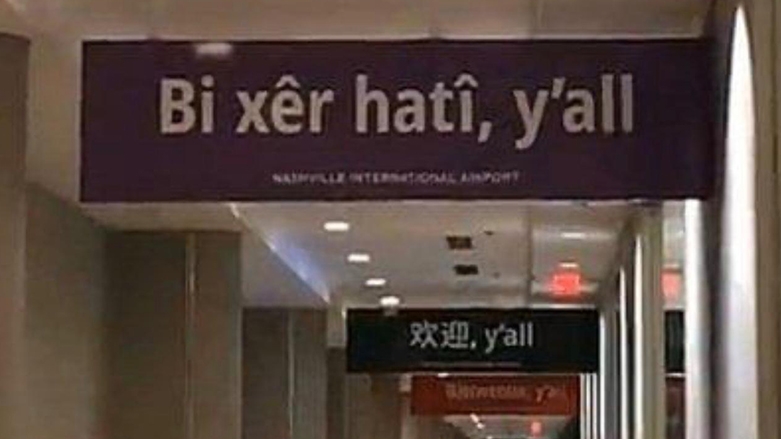 Bi xêr hatî, y’all
NASHVILLE INTERNATIONAL AIRPORT
欢迎, y’all